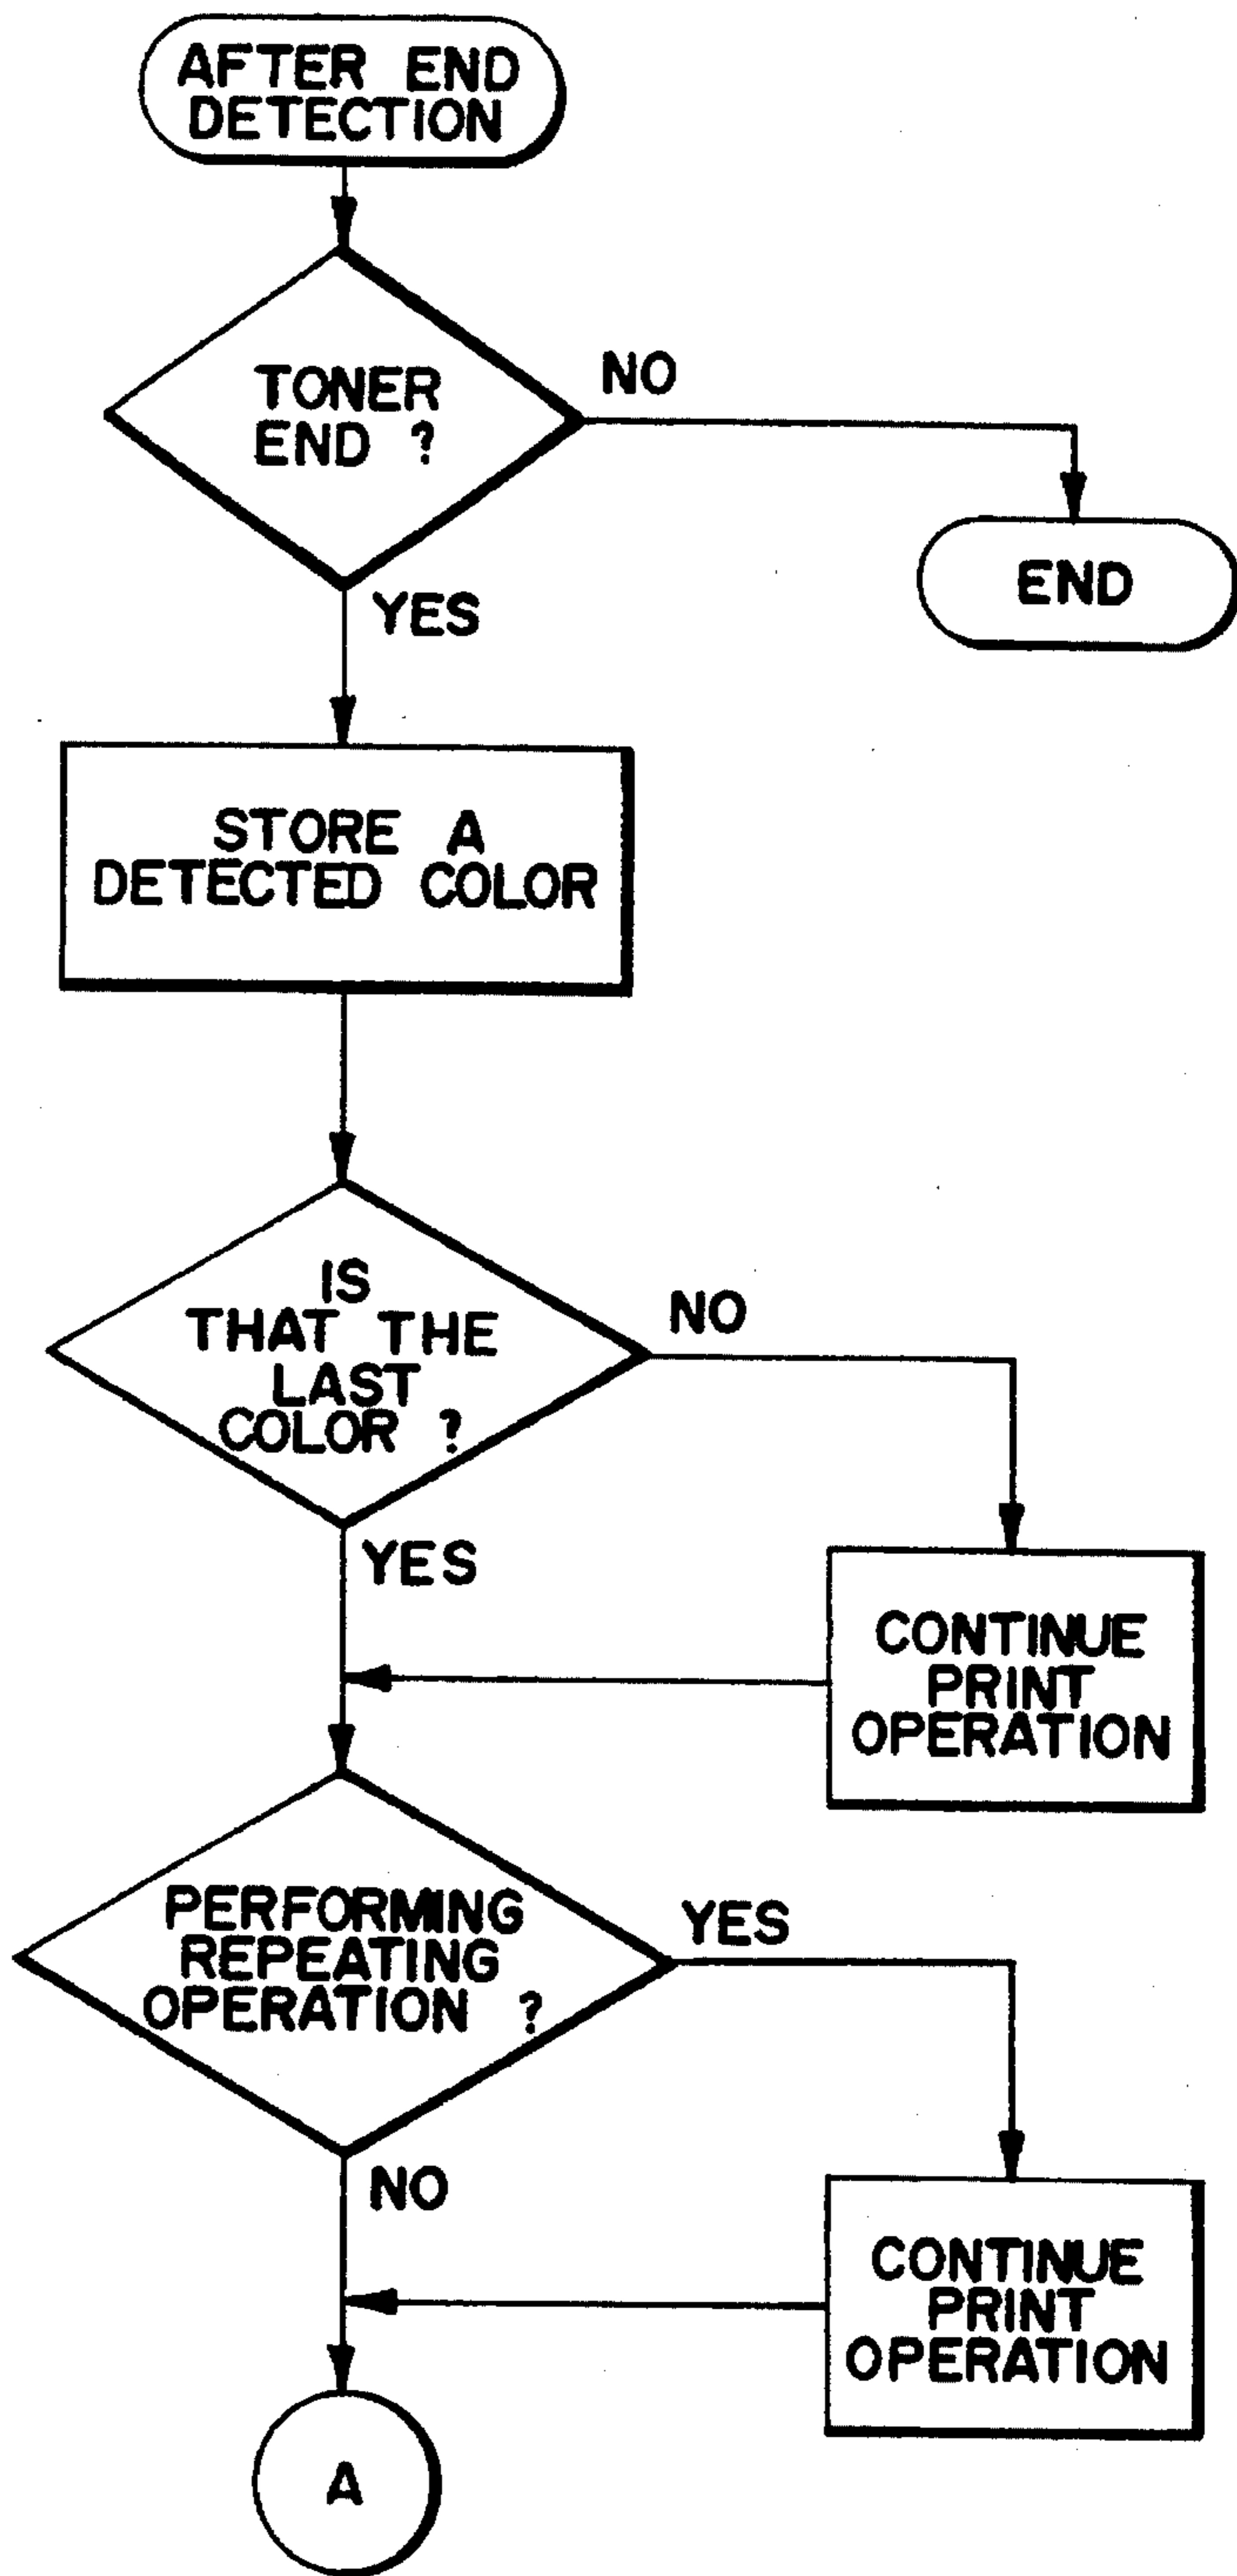 AFTER END
DETECTION
TONER
END ?
NO
END
YES
STORE A
DETECTED COLOR
IS
THAT THE
LAST
COLOR ?
NO
YES
CONTINUE
PRINT
OPERATION
PERFORMING
REPEATING
OPERATION ?
YES
NO
CONTINUE
PRINT
OPERATION
A